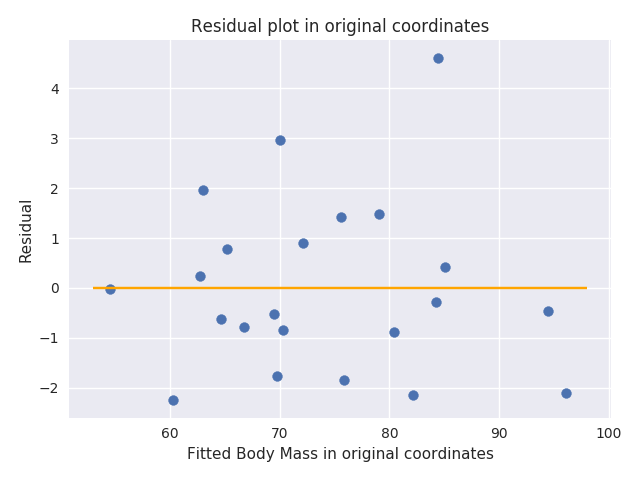 Residual plot in original coordinates
Residual
4
3
2
1
0
−1
−2
60 70 80 90 100
Fitted Body Mass in original coordinates